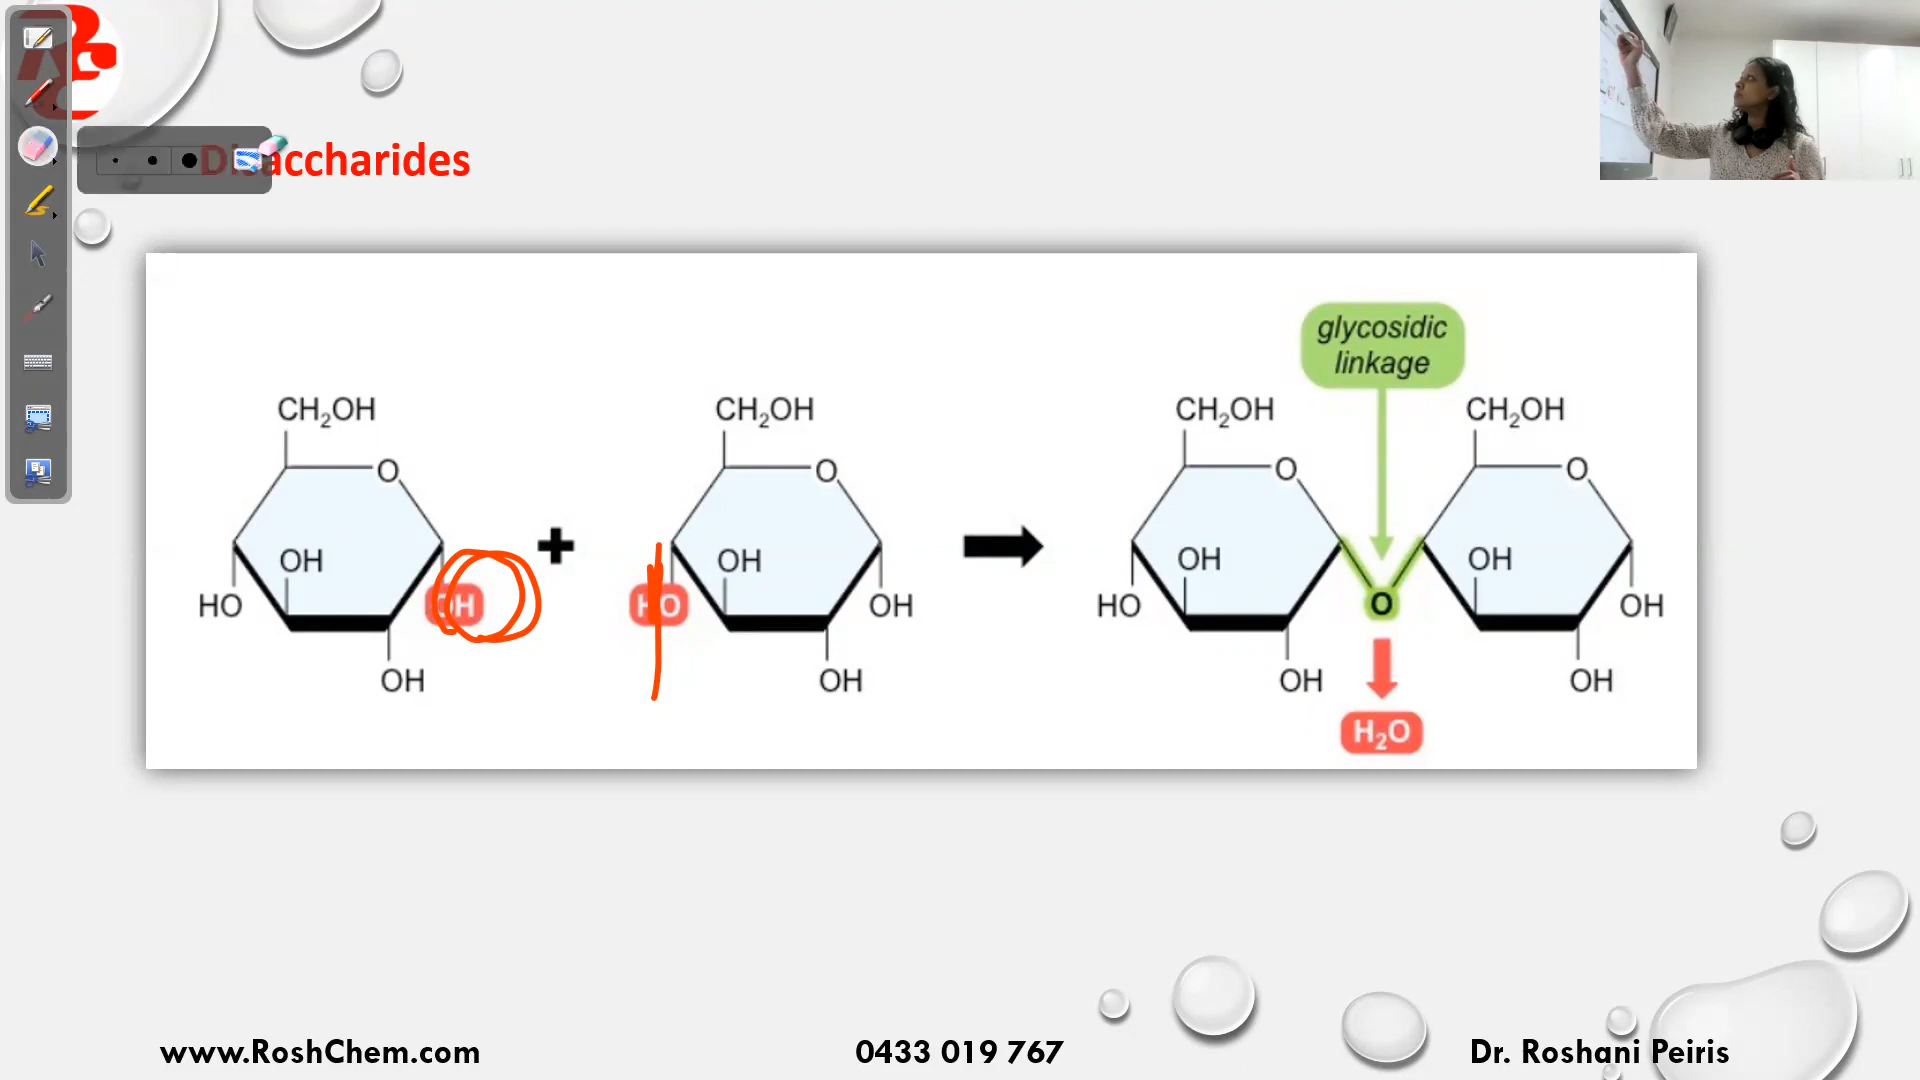 Disaccharides
glycosidic
linkage
CH₂OH
CH₂OH
CH₂OH
CH₂OH
O
O
O
O
OH
OH
OH
OH
HO
OH
HO
OH
HO
O
OH
OH
OH
OH
OH
H₂O
www.RoshChem.com
0433 019 767
Dr. Roshani Peiris